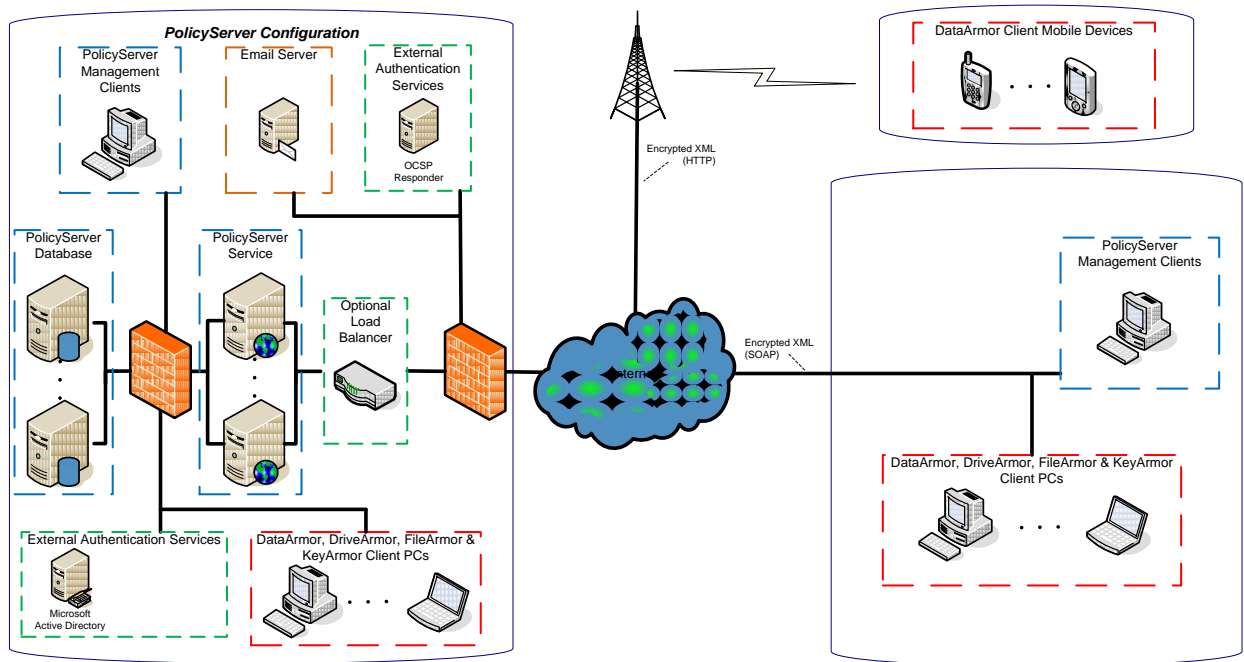 PolicyServer Configuration
PolicyServer
Management
Clients
Email Server
External
Authentication
Services
OCSP
Responder
PolicyServer
Database
PolicyServer
Service
Optional
Load
Balancer
External Authentication Services
Microsoft
Active Directory
DataArmor, DriveArmor, FileArmor &
KeyArmor Client PCs
Encrypted XML
(HTTP)
Internet
Encrypted XML
(SOAP)
DataArmor Client Mobile Devices
PolicyServer
Management Clients
DataArmor, DriveArmor, FileArmor & KeyArmor
Client PCs